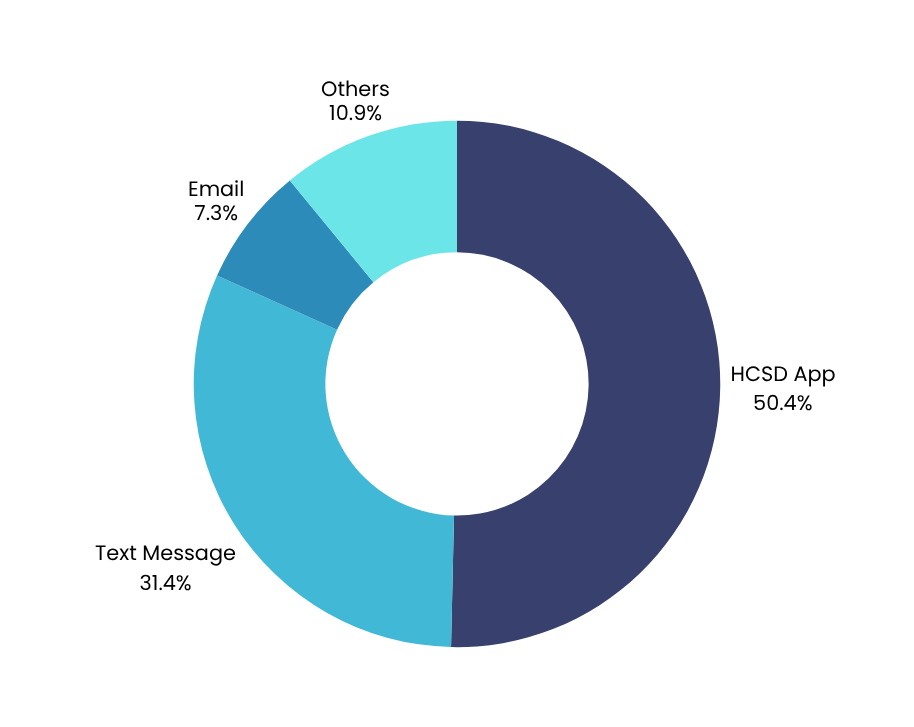 Others
10.9%
Email
7.3%
HCSD App
50.4%
Text Message
31.4%